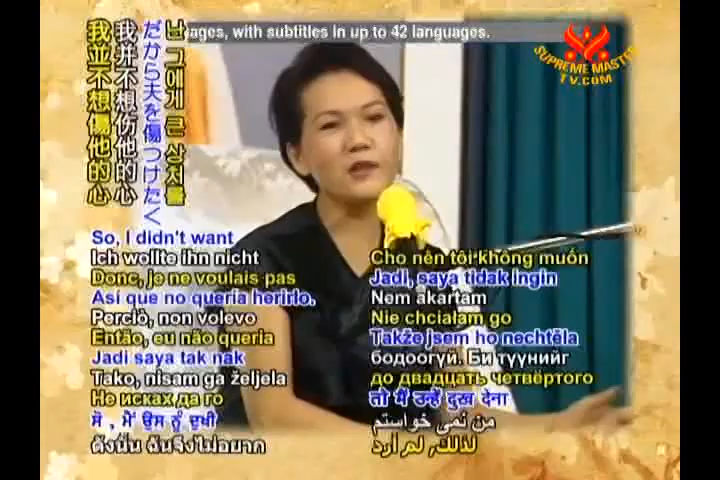 ages, with subtitles in up to 42 languages.
SUPREME MASTER
TV.COM
난 그에게 큰 상처를
だから夫を傷つけたく
我并不想伤他的心
我並不想傷他的心
So, I didn't want
Ich wollte ihn nicht
Donc, je ne voulais pas
Así que no quería herirlo.
Perciò, non volevo
Então, eu não queria
Jadi saya tak nak
Tako, nisam ga željela
Не исках да го
ਸੋ , ਮੈਂ ਉਸ ਨੂੰ ਦੁਖੀ
ดังนั้น ฉันจึงไม่อยาก
Cho nên tôi không muốn
Jadi, saya tidak ingin
Nem akartam
Nie chciałam go
Takže jsem ho nechtěla
бодоогүй. Би түүнийг
до двадцать четвёртого
तो मैं उन्हें दुख देना
من نمی خواستم
لذلك، لم أرد